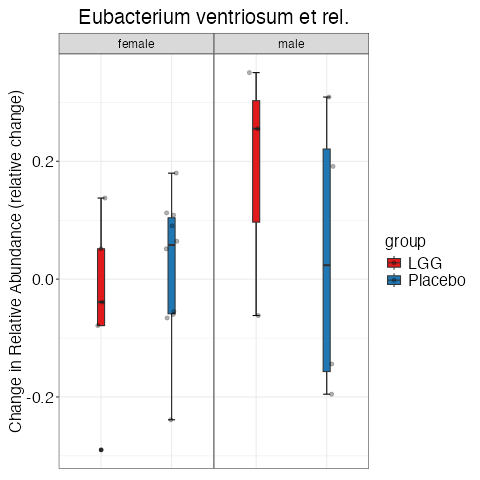 Eubacterium ventriosum et rel.
female
male
Change in Relative Abundance (relative change)
0.2
0.0
-0.2
group
LGG
Placebo